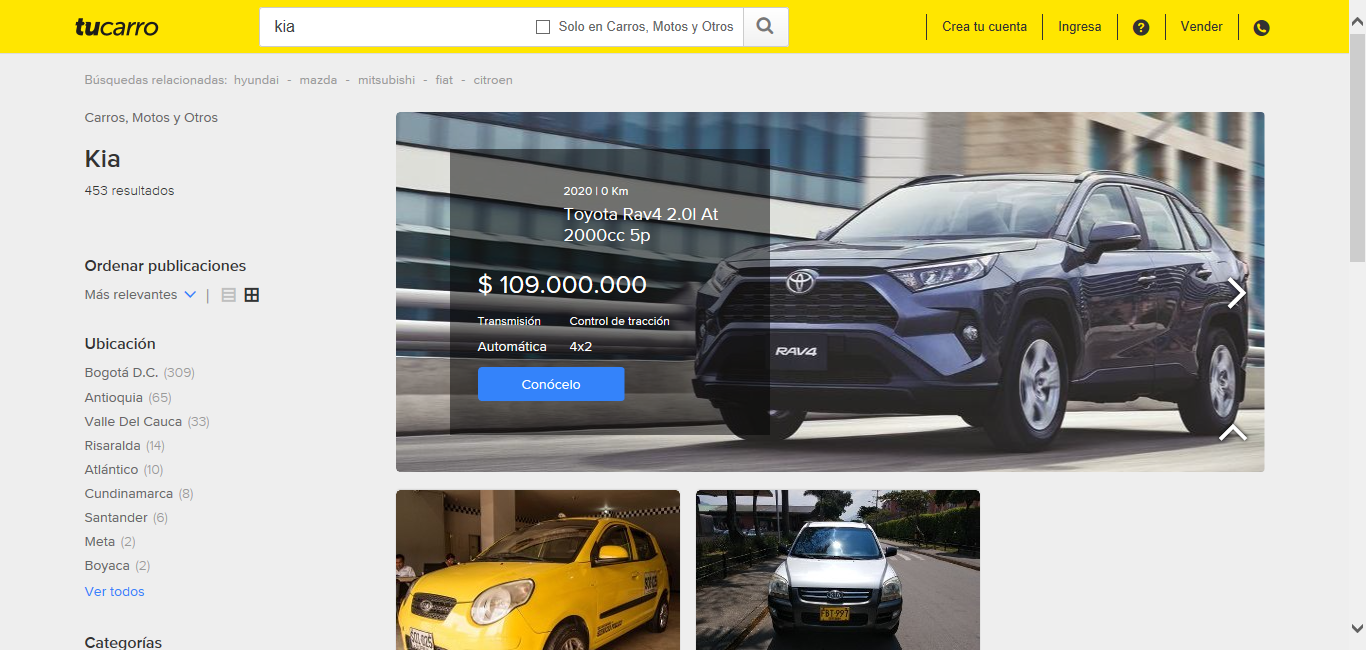 tucarro
kia
Solo en Carros, Motos y Otros
Crea tu cuenta
Ingresa
?
Vender
Búsquedas relacionadas: hyundai - mazda - mitsubishi - fiat - citroen
Carros, Motos y Otros
Kia
453 resultados
Ordenar publicaciones
Más relevantes |
Ubicación
Bogotá D.C. (309)
Antioquia (65)
Valle Del Cauca (33)
Risaralda (14)
Atlántico (10)
Cundinamarca (8)
Santander (6)
Meta (2)
Boyaca (2)
Ver todos
Categorías
2020 | 0 Km
Toyota Rav4 2.0l At
2000cc 5p
$ 109.000.000
Transmisión Control de tracción
Automática 4x2
Conócelo
RAV4
KIA
FBT-997